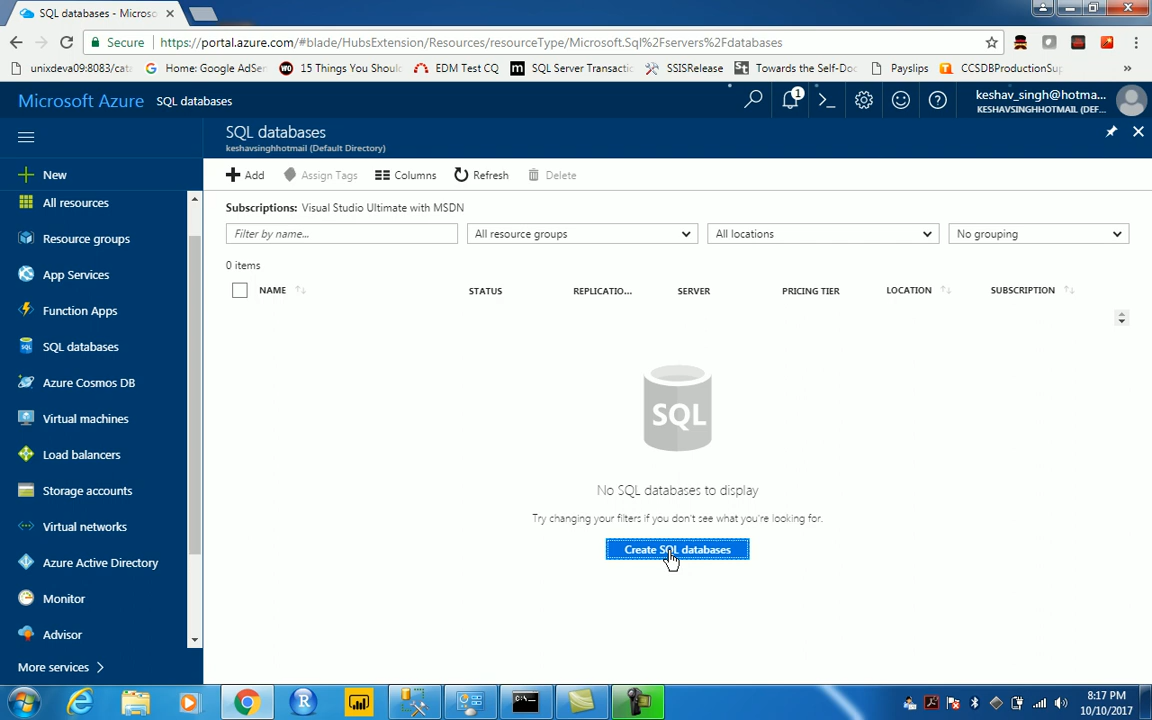 SQL databases - Microso
Secure https://portal.azure.com/#blade/HubsExtension/Resources/resourceType/Microsoft.Sql%2Fservers%2Fdatabases
unixdeva09:8083/cata Home: Google AdSen 15 Things You Shoul EDM Test CQ SQL Server Transactic SSISRelease Towards the Self-Doc Payslips CCSDBProductionSup »
Microsoft Azure SQL databases 1 keshav_singh@hotma...
KESHAVSINGHHOTMAIL (DEF...
SQL databases
keshavsinghhotmail (Default Directory)
New
Add Assign Tags Columns Refresh Delete
All resources
Resource groups
App Services
Function Apps
SQL databases
Azure Cosmos DB
Virtual machines
Load balancers
Storage accounts
Virtual networks
Azure Active Directory
Monitor
Advisor
More services
Subscriptions: Visual Studio Ultimate with MSDN
Filter by name... All resource groups All locations No grouping
0 items
NAME STATUS REPLICATIO... SERVER PRICING TIER LOCATION SUBSCRIPTION
SQL
No SQL databases to display
Try changing your filters if you don't see what you're looking for.
Create SQL databases
8:17 PM
10/10/2017